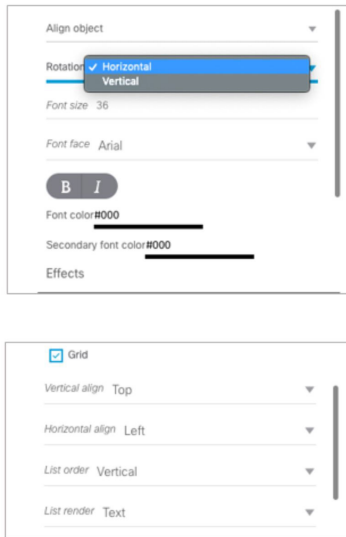 Align object
Rotation ✓ Horizontal
Vertical
Font size 36
Font face Arial
B I
Font color#000
Secondary font color#000
Effects
Grid
Vertical align Top
Horizontal align Left
List order Vertical
List render Text